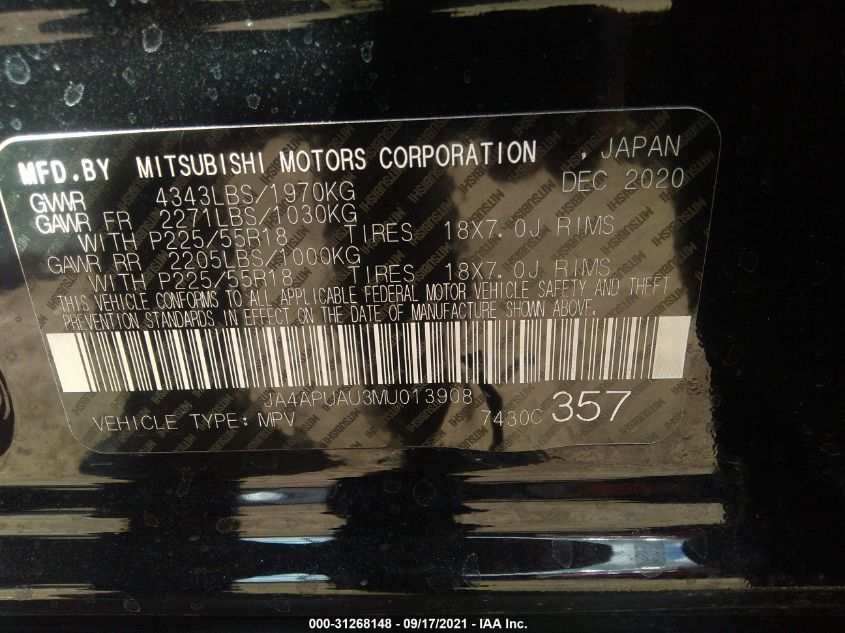 MFD.BY MITSUBISHI MOTORS CORPORATION , JAPAN
GVWR 4343LBS/1970KG DEC 2020
GAWR FR 2271LBS/1030KG
WITH P225/55R18 TIRES 18X7.0J RIMS
GAWR RR 2205LBS/1000KG
WITH P225/55R18 TIRES 18X7.0J RIMS
THIS VEHICLE CONFORMS TO ALL APPLICABLE FEDERAL MOTOR VEHICLE SAFETY AND THEFT
PREVENTION STANDARDS IN EFFECT ON THE DATE OF MANUFACTURE SHOWN ABOVE.
JA4APUAU3MU013908
VEHICLE TYPE: MPV 7430C 357
000-31268148 - 09/17/2021 - IAA Inc.